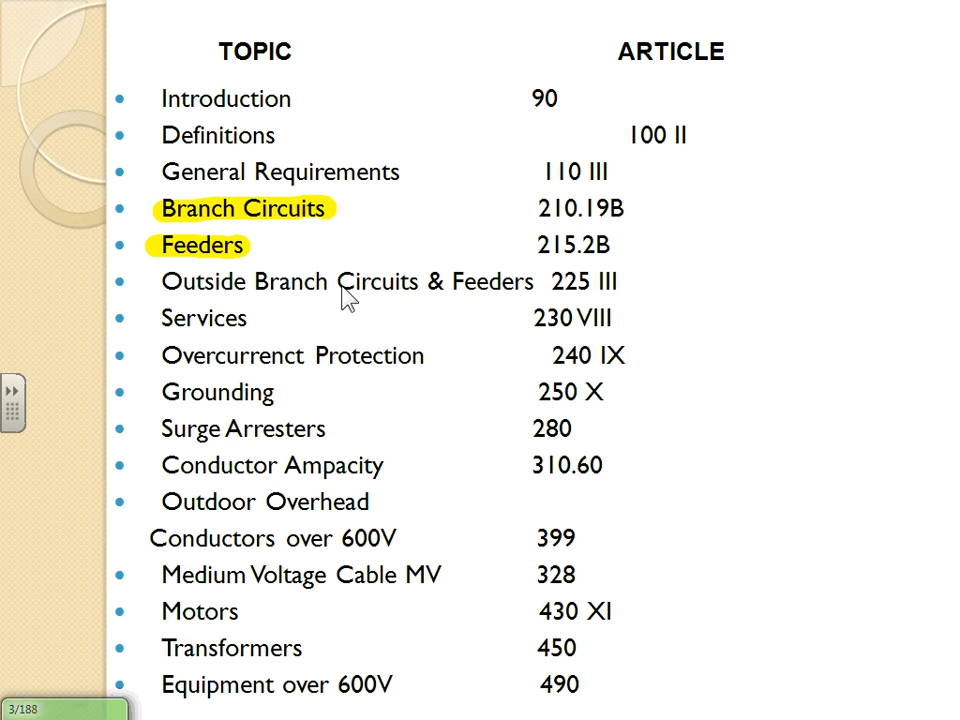 TOPIC ARTICLE
Introduction 90
Definitions 100 II
General Requirements 110 III
Branch Circuits 210.19B
Feeders 215.2B
Outside Branch Circuits & Feeders 225 III
Services 230 VIII
Overcurrenct Protection 240 IX
Grounding 250 X
Surge Arresters 280
Conductor Ampacity 310.60
Outdoor Overhead
Conductors over 600V 399
Medium Voltage Cable MV 328
Motors 430 XI
Transformers 450
Equipment over 600V 490
3/188